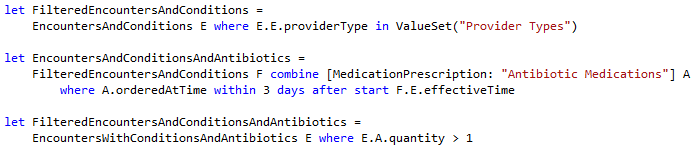 let FilteredEncountersAndConditions =
EncountersAndConditions E where E.E.providerType in ValueSet("Provider Types")
let EncountersAndConditionsAndAntibiotics =
FilteredEncountersAndConditions F combine [MedicationPrescription: "Antibiotic Medications"] A
where A.orderedAtTime within 3 days after start F.E.effectiveTime
let FilteredEncountersAndConditionsAndAntibiotics =
EncountersWithConditionsAndAntibiotics E where E.A.quantity > 1